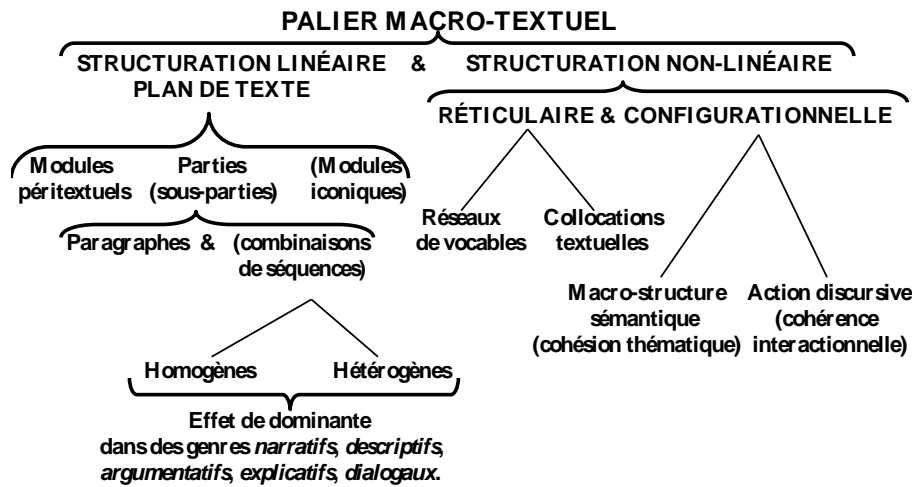 PALIER MACRO-TEXTUEL
STRUCTURATION LINÉAIRE & STRUCTURATION NON-LINÉAIRE
PLAN DE TEXTE
RÉTICULAIRE & CONFIGURATIONNELLE
Modules Parties (Modules
péritextuels (sous-parties) iconiques)
Réseaux Collocations
de vocables textuelles
Paragraphes & (combinaisons
de séquences)
Macro-structure Action discursive
sémantique (cohérence
(cohésion thématique) interactionnelle)
Homogènes Hétérogènes
Effet de dominante
dans des genres narratifs, descriptifs,
argumentatifs, explicatifs, dialogaux.